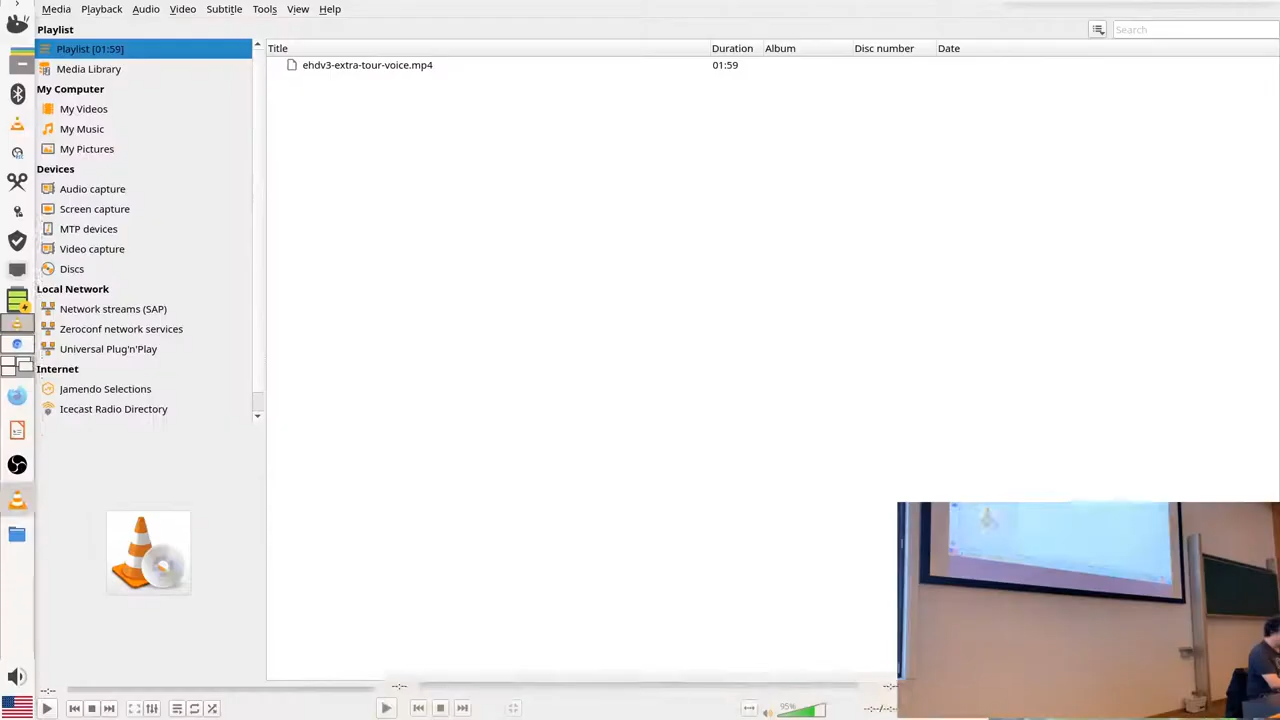 Media Playback Audio Video Subtitle Tools View Help
Playlist
Search
Playlist [01:59]
Title Duration Album Disc number Date
ehdv3-extra-tour-voice.mp4 01:59
Media Library
My Computer
My Videos
My Music
My Pictures
Devices
Audio capture
Screen capture
MTP devices
Video capture
Discs
Local Network
Network streams (SAP)
Zeroconf network services
Universal Plug'n'Play
Internet
Jamendo Selections
Icecast Radio Directory
--:-- --:-- --:--
95% --:--/--:--